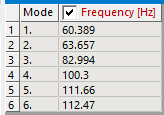 Mode Frequency [Hz]
1 1. 60.389
2 2. 63.657
3 3. 82.994
4 4. 100.3
5 5. 111.66
6 6. 112.47